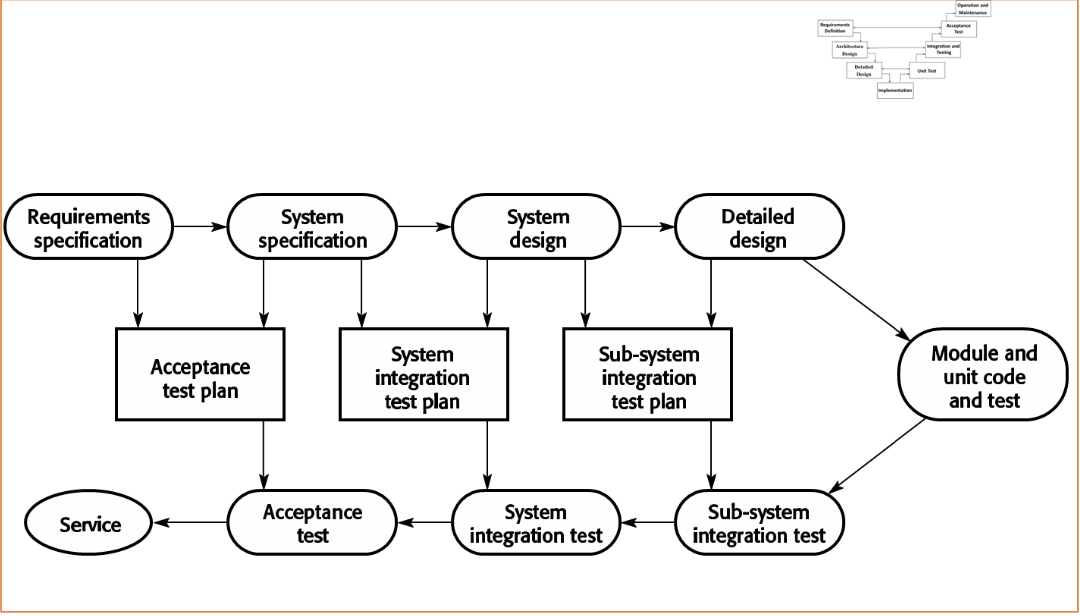 Operation and
Maintenance
Requirements
Definition
Acceptance
Test
Architecture
Design
Integration and
Testing
Detailed
Design
Unit Test
Implementation
Requirements
specification
System
specification
System
design
Detailed
design
Acceptance
test plan
System
integration
test plan
Sub-system
integration
test plan
Module and
unit code
and test
Service
Acceptance
test
System
integration test
Sub-system
integration test